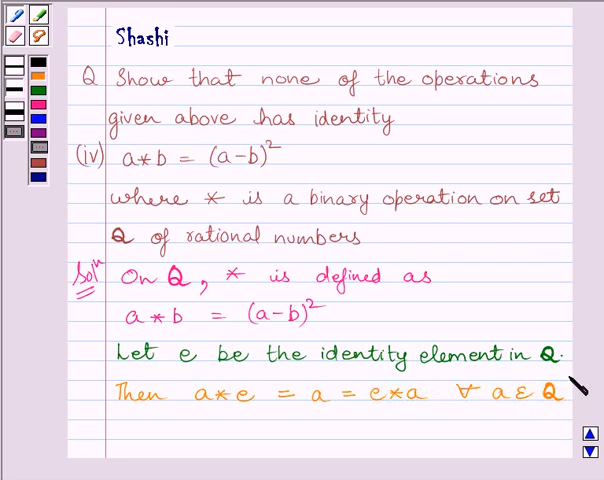 Shashi
Q Show that none of the operations
given above has identity
(iv) a * b = (a-b)²
where * is a binary operation on set
Q of rational numbers
Solⁿ On Q, * is defined as
a * b = (a-b)²
Let e be the identity element in Q.
Then a * e = a = e * a ∀ a ε Q